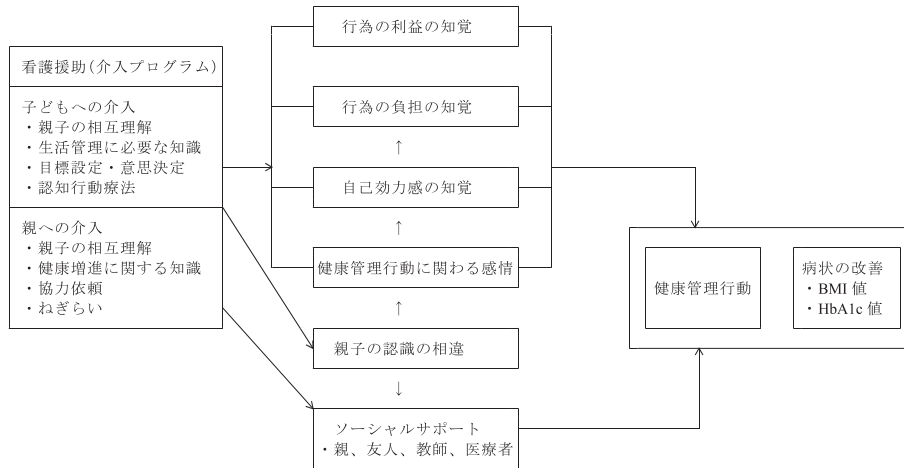 看護援助(介入プログラム)
子どもへの介入
・親子の相互理解
・生活管理に必要な知識
・目標設定・意思決定
・認知行動療法
親への介入
・親子の相互理解
・健康増進に関する知識
・協力依頼
・ねぎらい
行為の利益の知覚
行為の負担の知覚
↑
自己効力感の知覚
↑
健康管理行動に関わる感情
↑
親子の認識の相違
↓
ソーシャルサポート
・親、友人、教師、医療者
健康管理行動
病状の改善
・BMI 値
・HbA1c 値